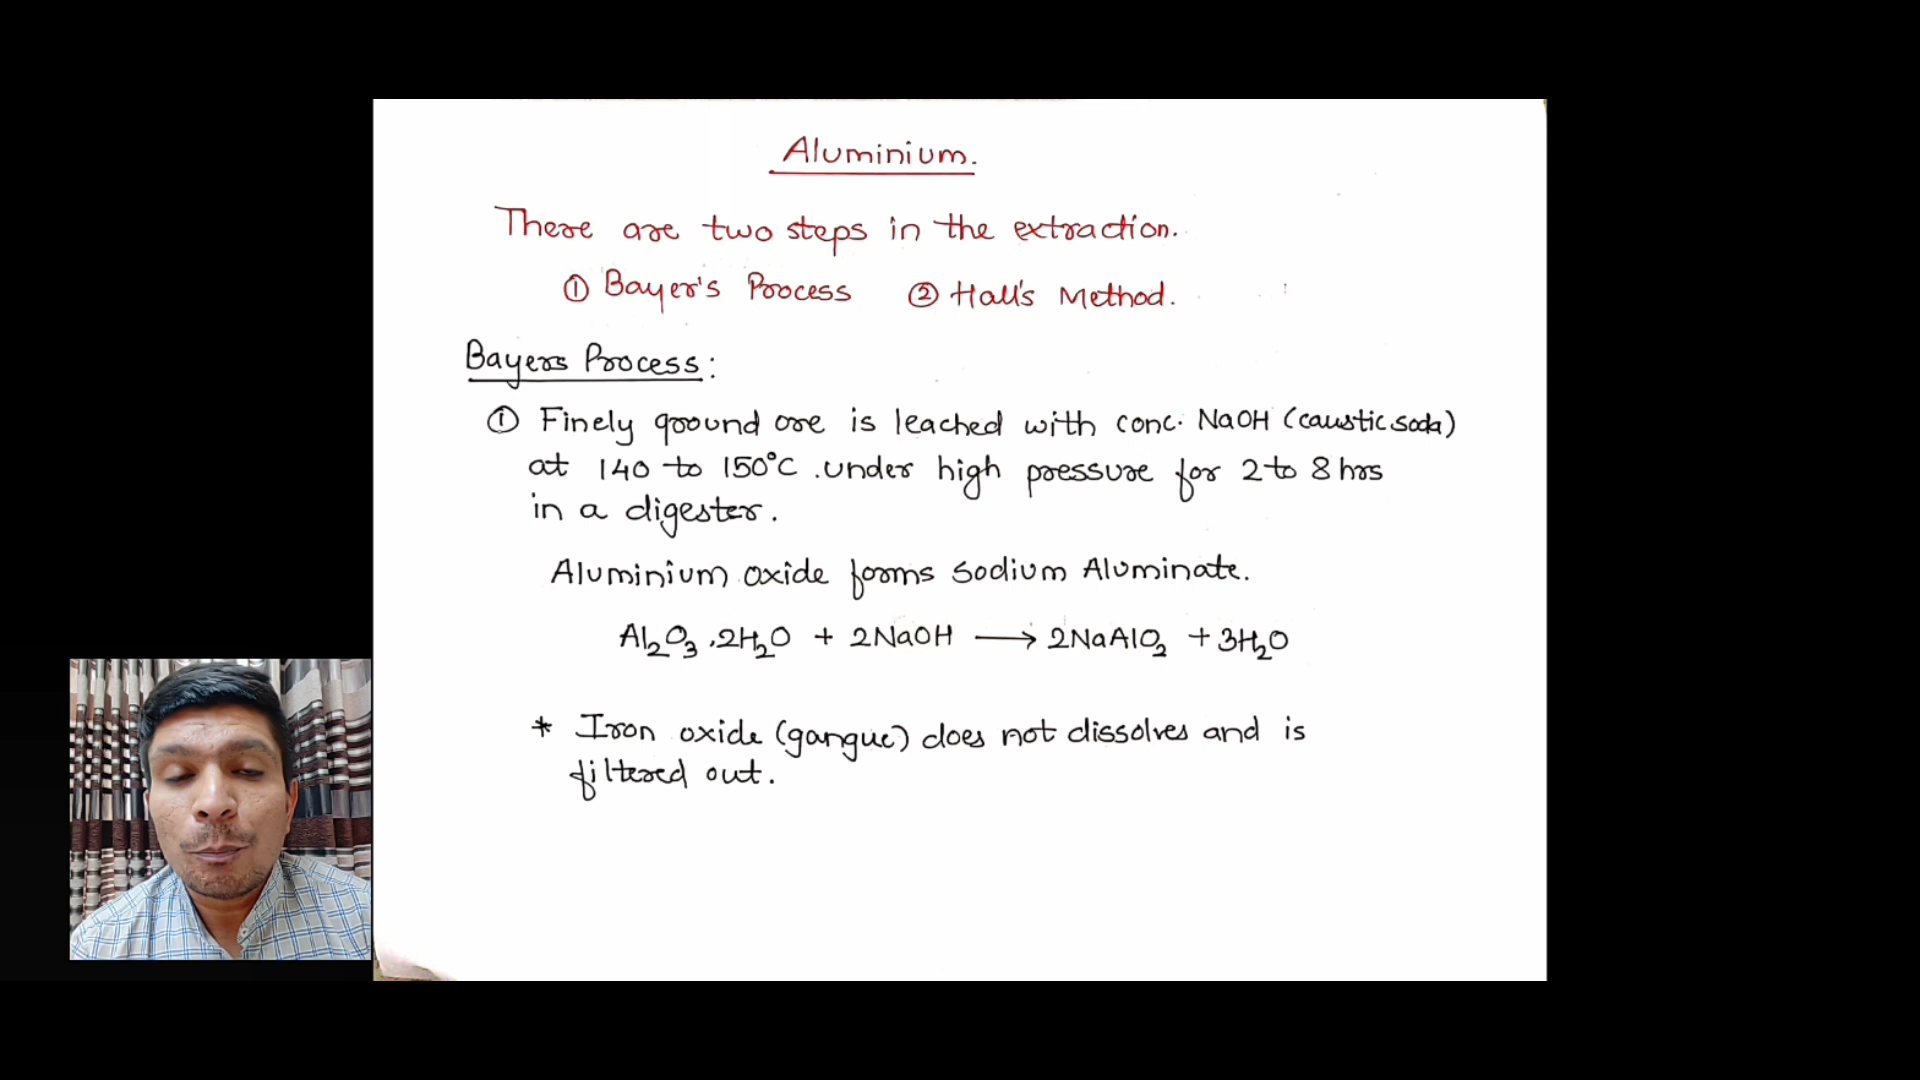 Aluminium.
There are two steps in the extraction.
① Bayer's Process ② Hall's Method.
Bayers Process:
① Finely ground ore is leached with conc. NaOH (caustic soda)
at 140 to 150°C. under high pressure for 2 to 8 hrs
in a digester.
Aluminium oxide forms Sodium Aluminate.
Al₂O₃.2H₂O + 2NaOH ⟶ 2NaAlO₂ + 3H₂O
* Iron oxide (gangue) does not dissolves and is
filtered out.